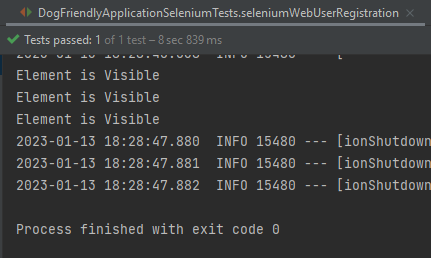 DogFriendlyApplicationSeleniumTests.seleniumWebUserRegistration ×
Tests passed: 1 of 1 test – 8 sec 839 ms
Element is Visible
Element is Visible
Element is Visible
2023-01-13 18:28:47.880  INFO 15480 --- [ionShutdown
2023-01-13 18:28:47.881  INFO 15480 --- [ionShutdown
2023-01-13 18:28:47.882  INFO 15480 --- [ionShutdown
Process finished with exit code 0